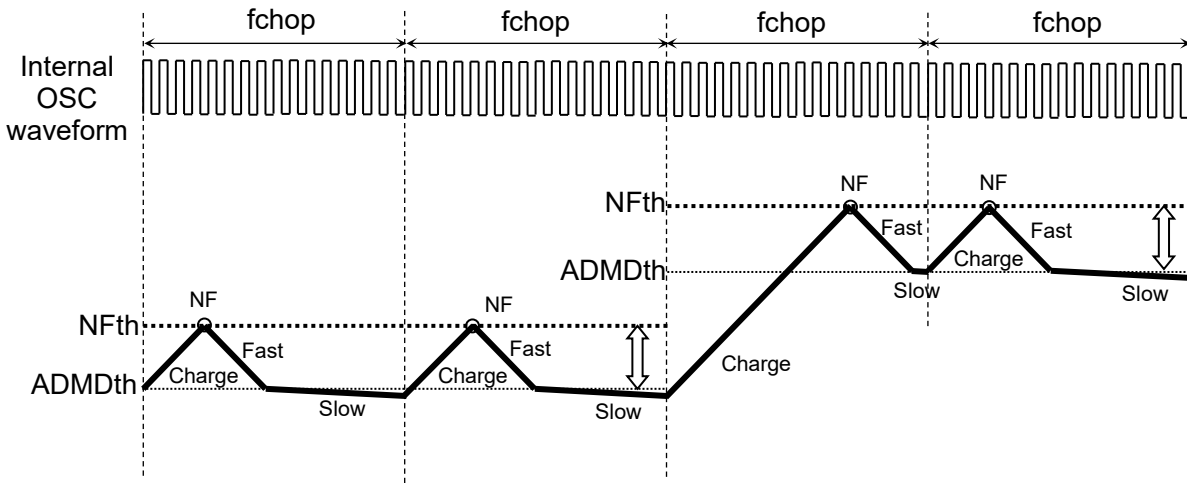 fchop fchop fchop fchop
Internal
OSC
waveform
NFth NF NF
ADMDth Fast Fast
Charge
Slow Slow
NF NF
NFth
Fast Fast
Charge Charge
ADMDth
Slow Slow
Charge